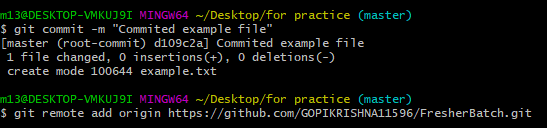 m13@DESKTOP-VMKUJ9I MINGW64 ~/Desktop/for practice (master)
$ git commit -m "Commited example file"
[master (root-commit) d109c2a] Commited example file
 1 file changed, 0 insertions(+), 0 deletions(-)
 create mode 100644 example.txt
m13@DESKTOP-VMKUJ9I MINGW64 ~/Desktop/for practice (master)
$ git remote add origin https://github.com/GOPIKRISHNA11596/FresherBatch.git